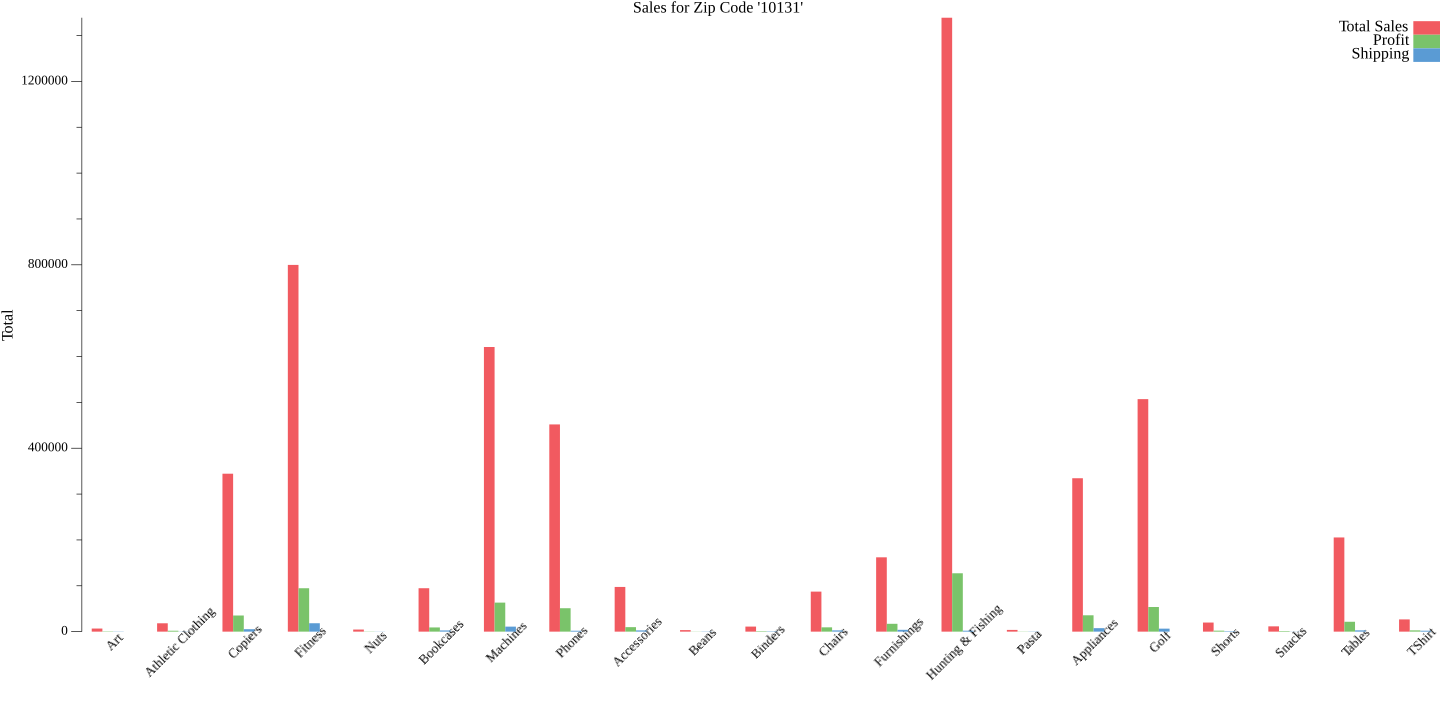 Sales for Zip Code '10131'
Total Sales
Profit
Shipping
1200000
800000
400000
0
Total
Art
Athletic Clothing
Copiers
Fitness
Nuts
Bookcases
Machines
Phones
Accessories
Beans
Binders
Chairs
Furnishings
Hunting & Fishing
Pasta
Appliances
Golf
Shorts
Snacks
Tables
TShirt